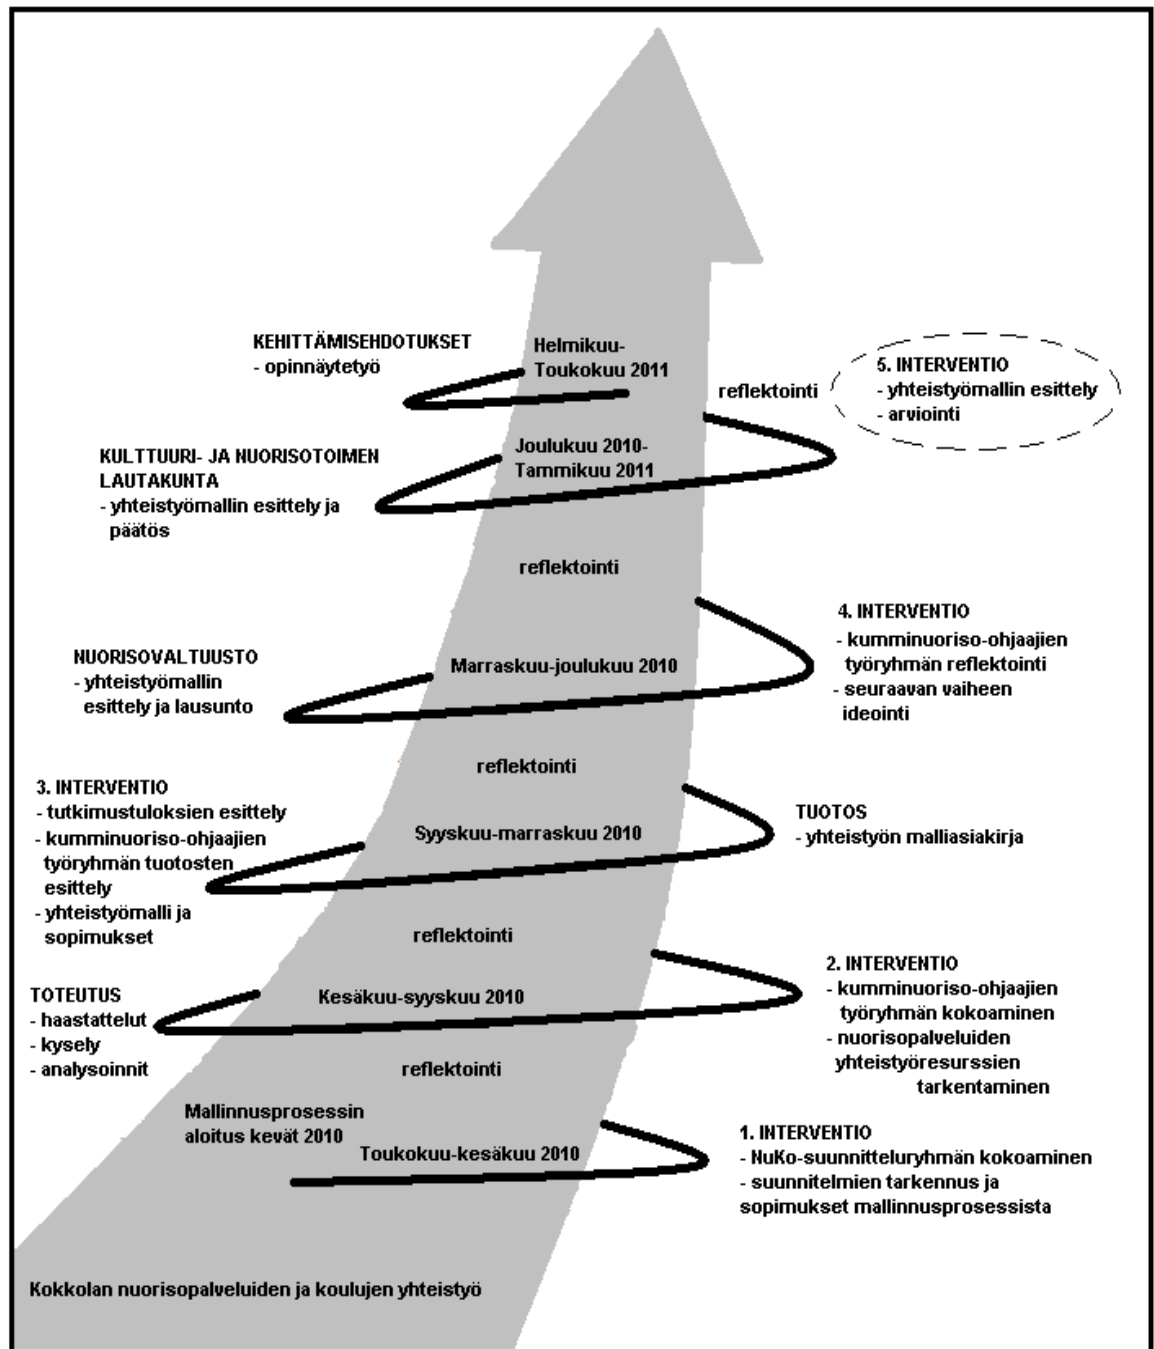 KEHITTÄMISEHDOTUKSET
- opinnäytetyö
Helmikuu-
Toukokuu 2011
reflektointi
5. INTERVENTIO
- yhteistyömallin esittely
- arviointi
KULTTUURI- JA NUORISOTOIMEN
LAUTAKUNTA
- yhteistyömallin esittely ja
päätös
Joulukuu 2010-
Tammikuu 2011
reflektointi
4. INTERVENTIO
- kumminuoriso-ohjaajien
työryhmän reflektointi
- seuraavan vaiheen
ideointi
NUORISOVALTUUSTO
- yhteistyömallin
esittely ja lausunto
Marraskuu-joulukuu 2010
reflektointi
3. INTERVENTIO
- tutkimustuloksien esittely
- kumminuoriso-ohjaajien
työryhmän tuotosten
esittely
- yhteistyömalli ja
sopimukset
Syyskuu-marraskuu 2010
TUOTOS
- yhteistyön malliasiakirja
reflektointi
2. INTERVENTIO
- kumminuoriso-ohjaajien
työryhmän kokoaminen
- nuorisopalveluiden
yhteistyöresurssien
tarkentaminen
TOTEUTUS
- haastattelut
- kysely
- analysoinnit
Kesäkuu-syyskuu 2010
reflektointi
Mallinnusprosessin
aloitus kevät 2010
Toukokuu-kesäkuu 2010
1. INTERVENTIO
- NuKo-suunnitteluryhmän kokoaminen
- suunnitelmien tarkennus ja
sopimukset mallinnusprosessista
Kokkolan nuorisopalveluiden ja koulujen yhteistyö